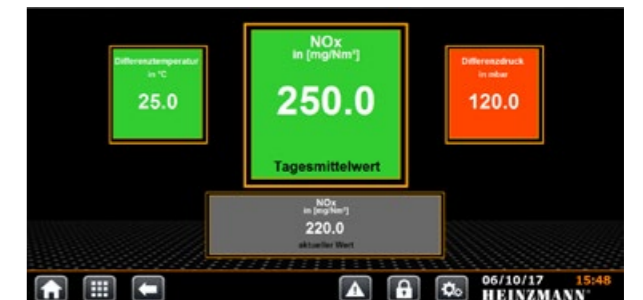 Differenztemperatur
in °C
25.0
NOx
in [mg/Nm³]
250.0
Tagesmittelwert
Differenzdruck
in mbar
120.0
NOx
in [mg/Nm³]
220.0
aktueller Wert
06/10/17 15:48
HEINZMANN®